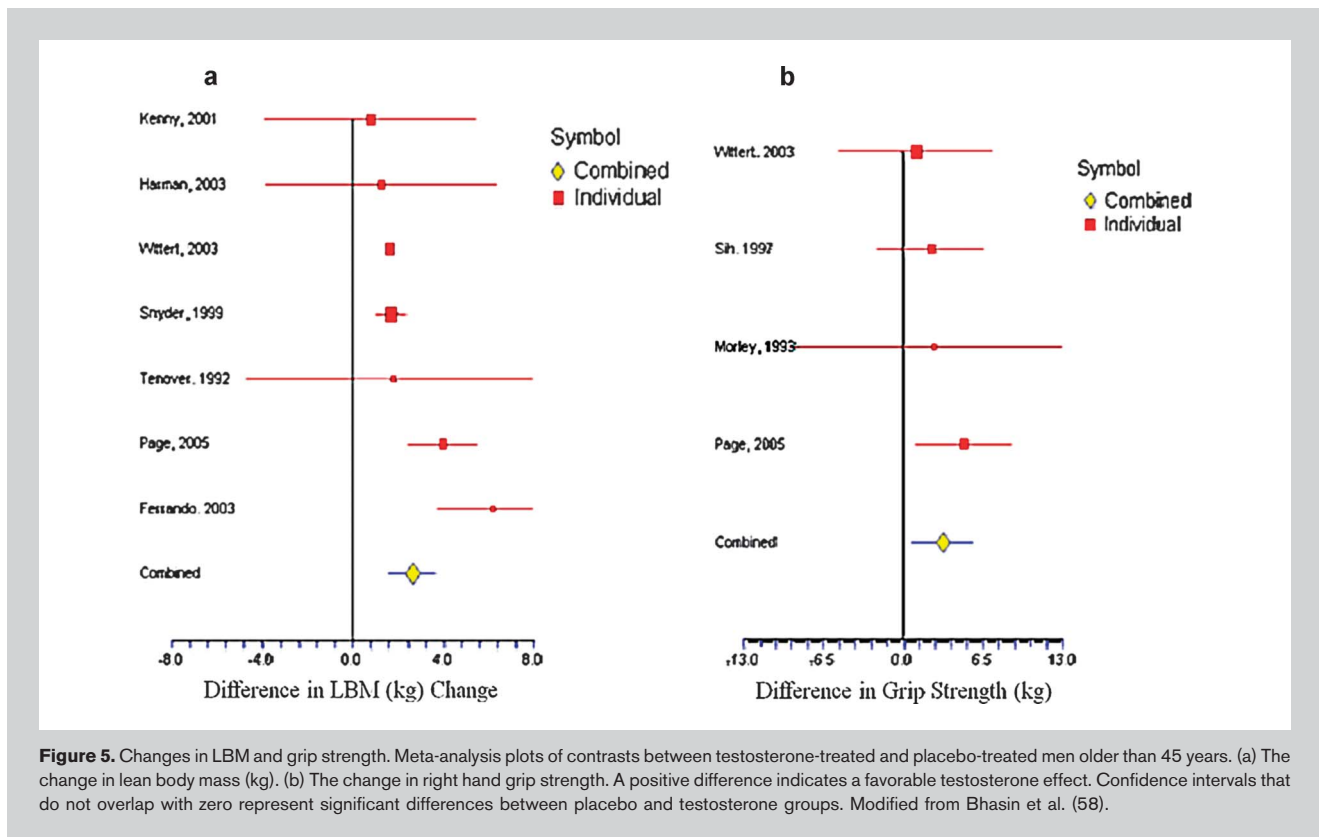 a
Kenny, 2001
Harman, 2003
Wittert, 2003
Snyder, 1999
Tenover, 1992
Page, 2005
Ferrando, 2003
Combined
-8.0 -4.0 0.0 4.0 8.0
Difference in LBM (kg) Change
Symbol
Combined
Individual
b
Wittert, 2003
Sih, 1997
Morley, 1993
Page, 2005
Combined
-13.0 -6.5 0.0 6.5 13.0
Difference in Grip Strength (kg)
Symbol
Combined
Individual
Figure 5. Changes in LBM and grip strength. Meta-analysis plots of contrasts between testosterone-treated and placebo-treated men older than 45 years. (a) The
change in lean body mass (kg). (b) The change in right hand grip strength. A positive difference indicates a favorable testosterone effect. Confidence intervals that
do not overlap with zero represent significant differences between placebo and testosterone groups. Modified from Bhasin et al. (58).